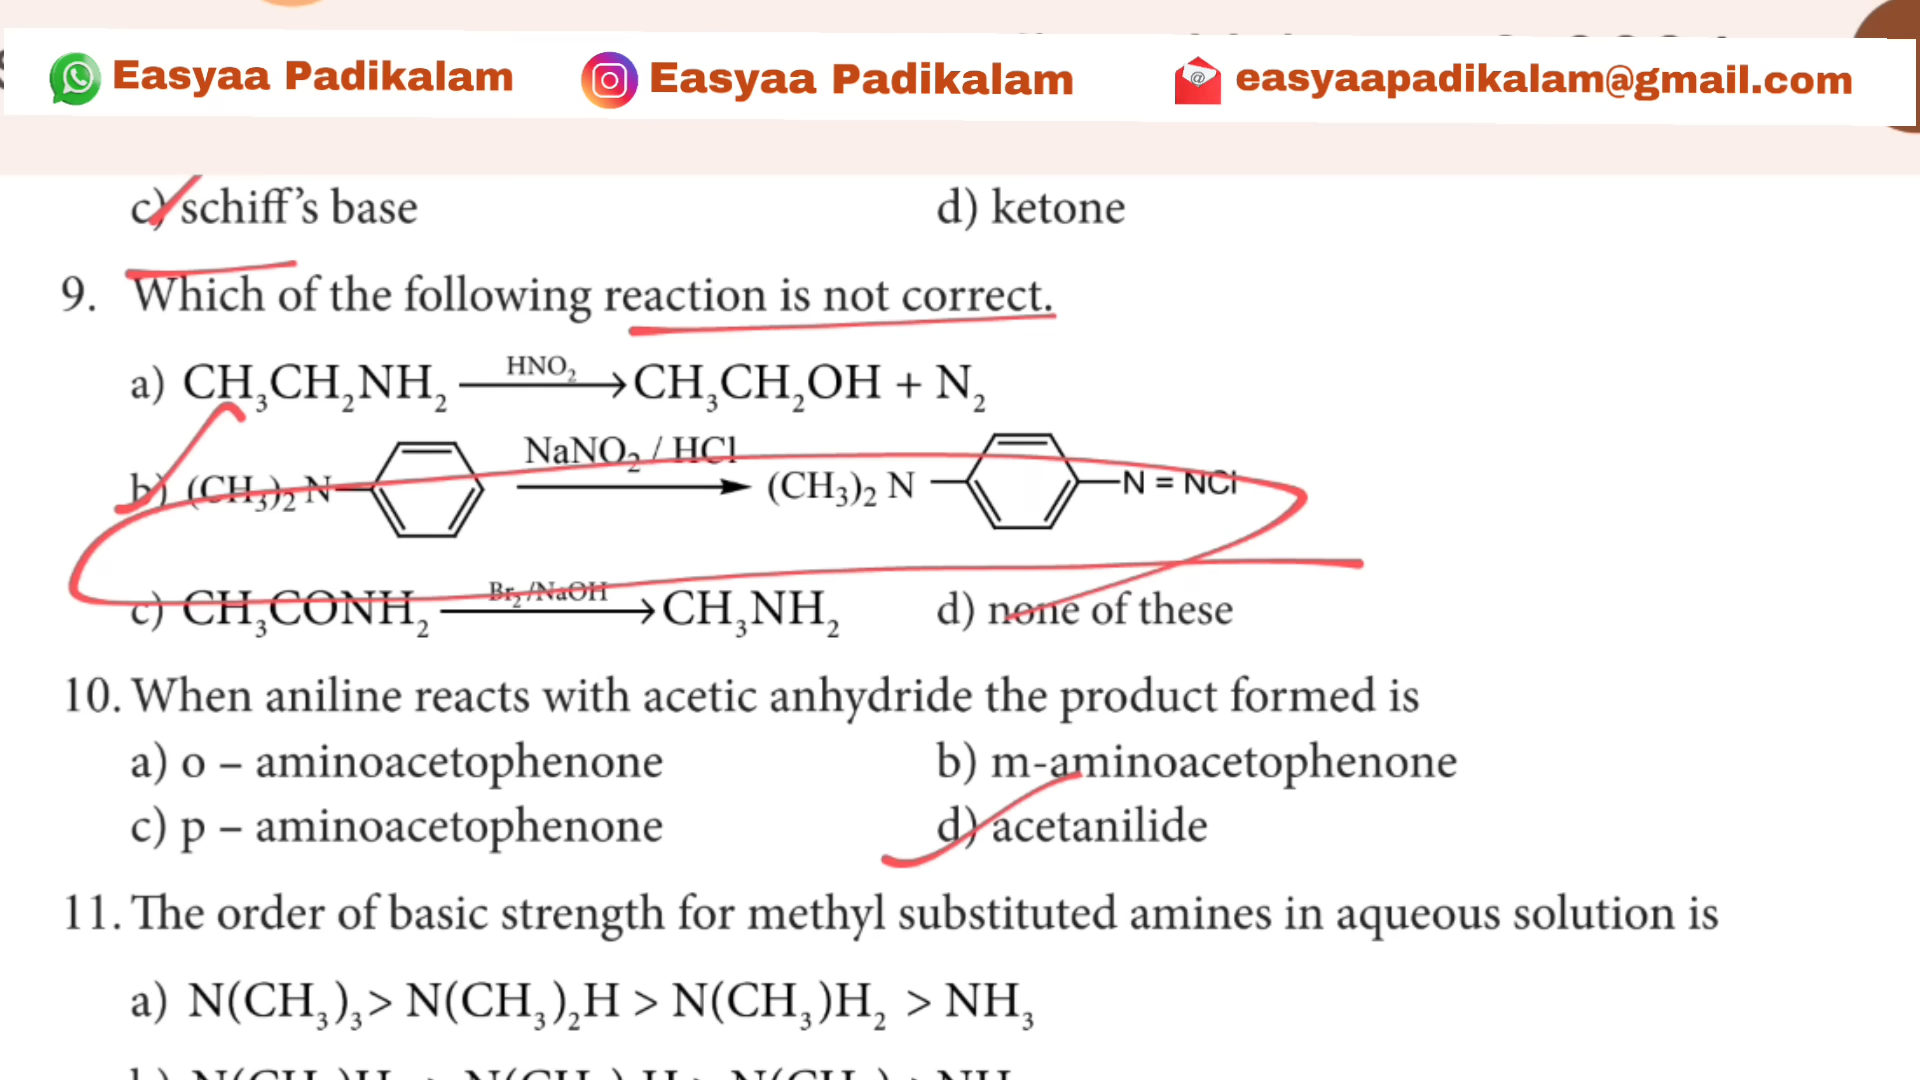 Easyaa Padikalam Easyaa Padikalam easyaapadikalam@gmail.com
c) schiff's base d) ketone
9. Which of the following reaction is not correct.
a) CH₃CH₂NH₂ HNO₂ → CH₃CH₂OH + N₂
b) (CH₃)₂ N NaNO₂ / HCl (CH₃)₂ N N = NCl
c) CH₃CONH₂ Br₂/NaOH → CH₃NH₂ d) none of these
10. When aniline reacts with acetic anhydride the product formed is
a) o – aminoacetophenone b) m-aminoacetophenone
c) p – aminoacetophenone d) acetanilide
11. The order of basic strength for methyl substituted amines in aqueous solution is
a) N(CH₃)₃ > N(CH₃)₂H > N(CH₃)H₂ > NH₃